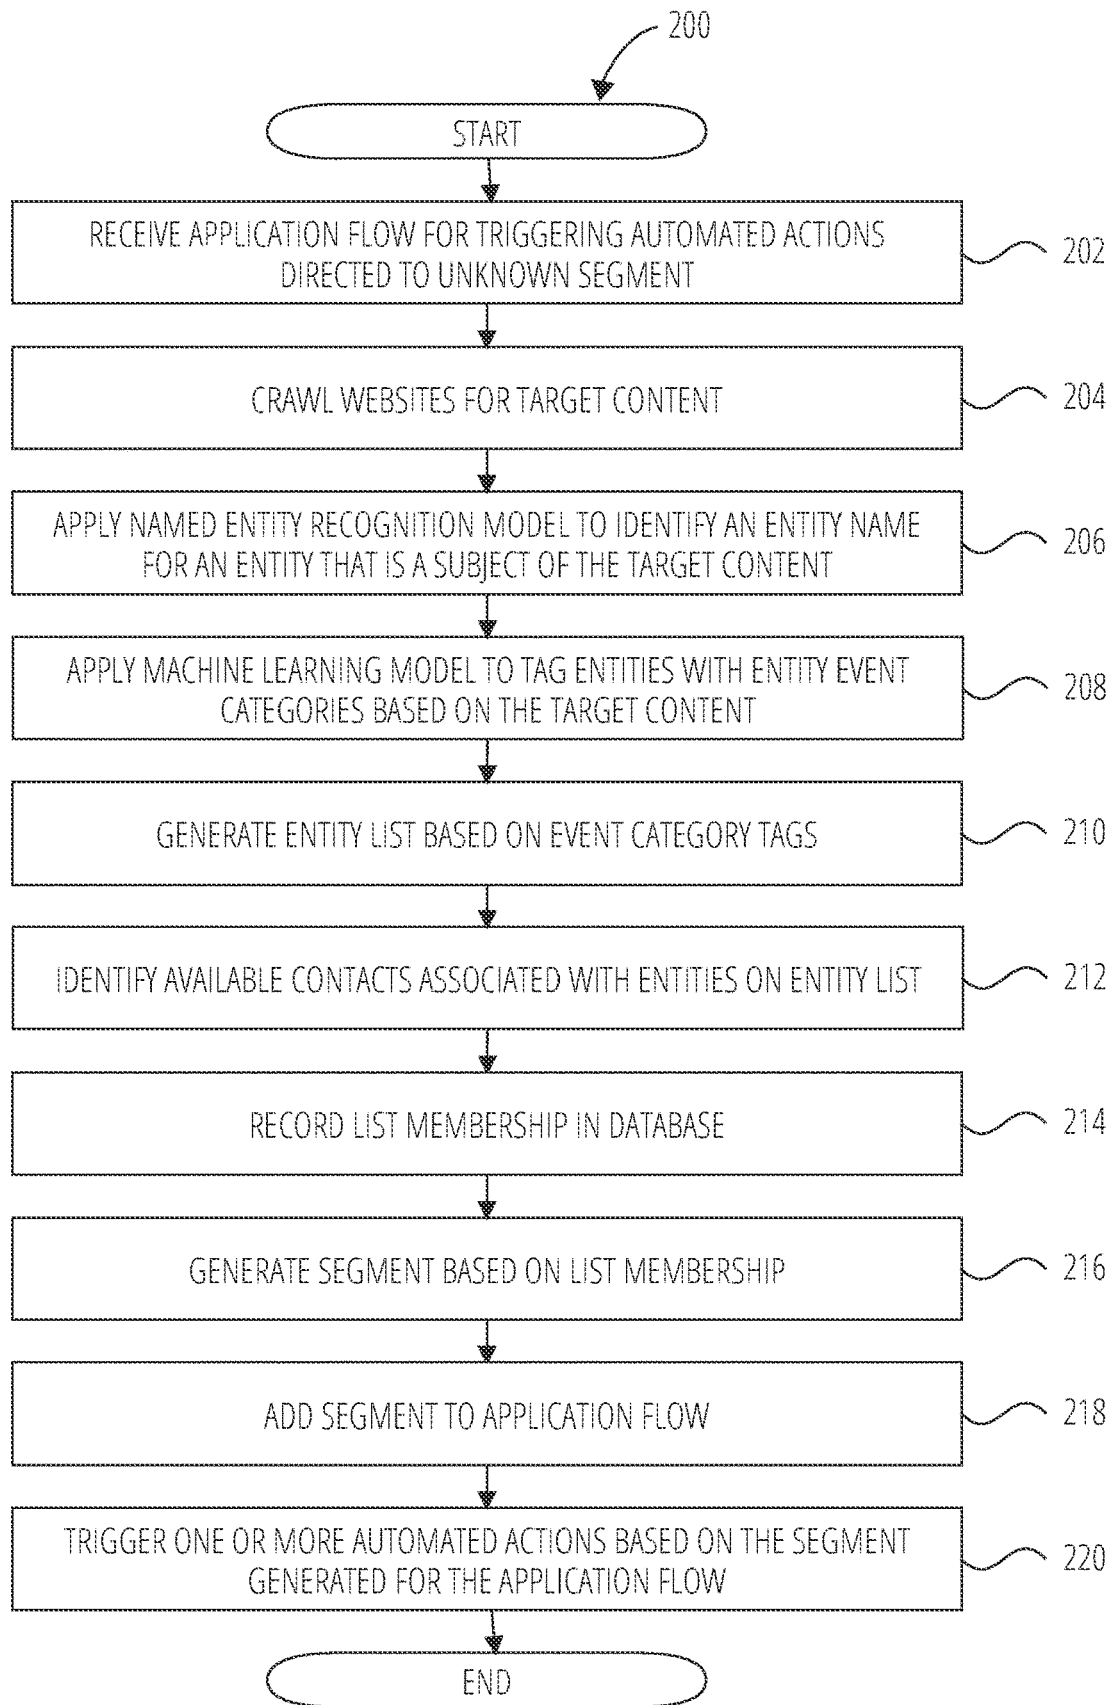 200
START
RECEIVE APPLICATION FLOW FOR TRIGGERING AUTOMATED ACTIONS
DIRECTED TO UNKNOWN SEGMENT
202
CRAWL WEBSITES FOR TARGET CONTENT
204
APPLY NAMED ENTITY RECOGNITION MODEL TO IDENTIFY AN ENTITY NAME
FOR AN ENTITY THAT IS A SUBJECT OF THE TARGET CONTENT
206
APPLY MACHINE LEARNING MODEL TO TAG ENTITIES WITH ENTITY EVENT
CATEGORIES BASED ON THE TARGET CONTENT
208
GENERATE ENTITY LIST BASED ON EVENT CATEGORY TAGS
210
IDENTIFY AVAILABLE CONTACTS ASSOCIATED WITH ENTITIES ON ENTITY LIST
212
RECORD LIST MEMBERSHIP IN DATABASE
214
GENERATE SEGMENT BASED ON LIST MEMBERSHIP
216
ADD SEGMENT TO APPLICATION FLOW
218
TRIGGER ONE OR MORE AUTOMATED ACTIONS BASED ON THE SEGMENT
GENERATED FOR THE APPLICATION FLOW
220
END